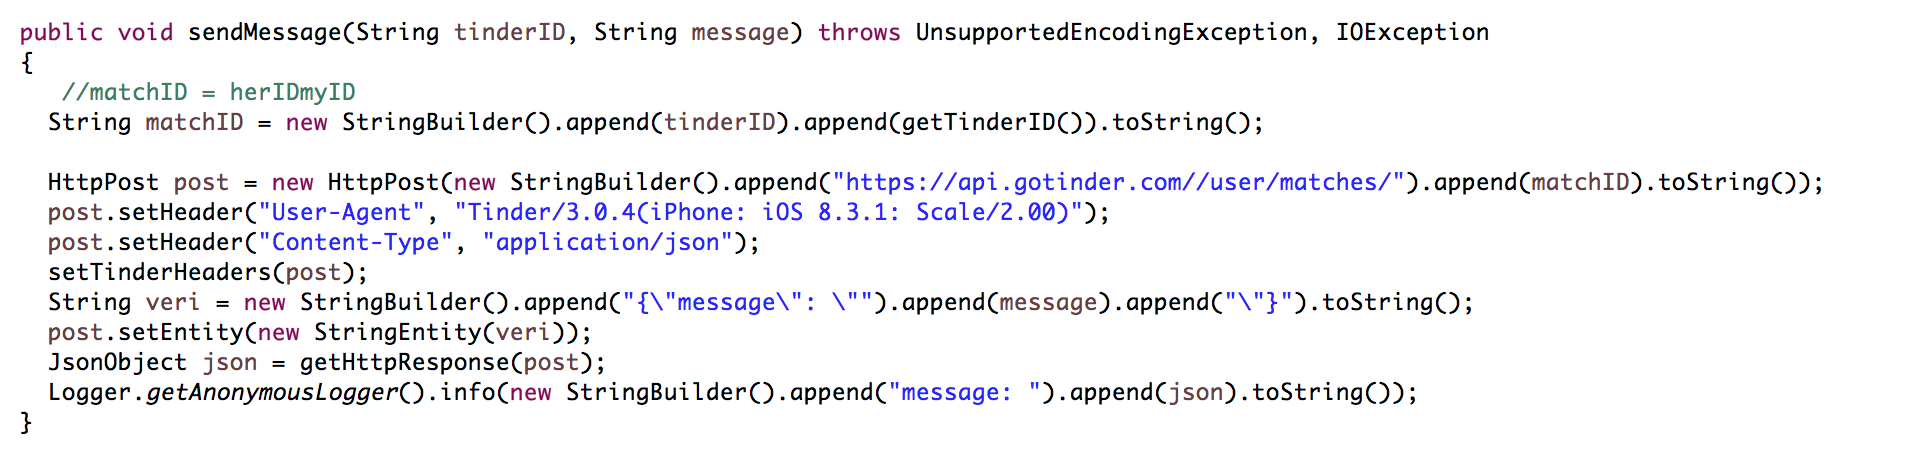 public void sendMessage(String tinderID, String message) throws UnsupportedEncodingException, IOException
{
//matchID = herIDmyID
String matchID = new StringBuilder().append(tinderID).append(getTinderID()).toString();
HttpPost post = new HttpPost(new StringBuilder().append("https://api.gotinder.com//user/matches/").append(matchID).toString());
post.setHeader("User-Agent", "Tinder/3.0.4(iPhone: iOS 8.3.1: Scale/2.00)");
post.setHeader("Content-Type", "application/json");
setTinderHeaders(post);
String veri = new StringBuilder().append("{\"message\": \"").append(message).append("\"}").toString();
post.setEntity(new StringEntity(veri));
JsonObject json = getHttpResponse(post);
Logger.getAnonymousLogger().info(new StringBuilder().append("message: ").append(json).toString());
}